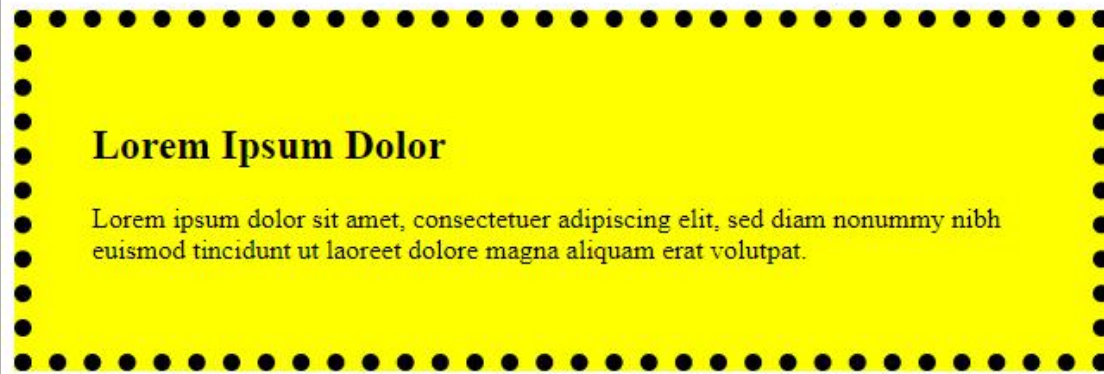 Lorem Ipsum Dolor
Lorem ipsum dolor sit amet, consectetuer adipiscing elit, sed diam nonummy nibh
euismod tincidunt ut laoreet dolore magna aliquam erat volutpat.